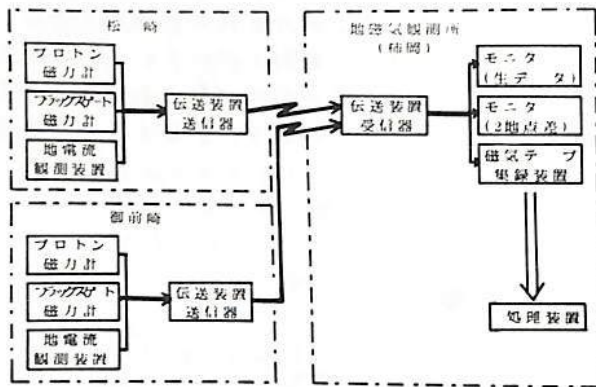 松崎
プロトン
磁力計
フラックスゲート
磁力計
地電流
観測装置
伝送装置
送信器
御前崎
プロトン
磁力計
フラックスゲート
磁力計
地電流
観測装置
伝送装置
送信器
地磁気観測所
(柿岡)
伝送装置
受信器
モニタ
(生データ)
モニタ
(2地点差)
磁気テープ
集録装置
処理装置